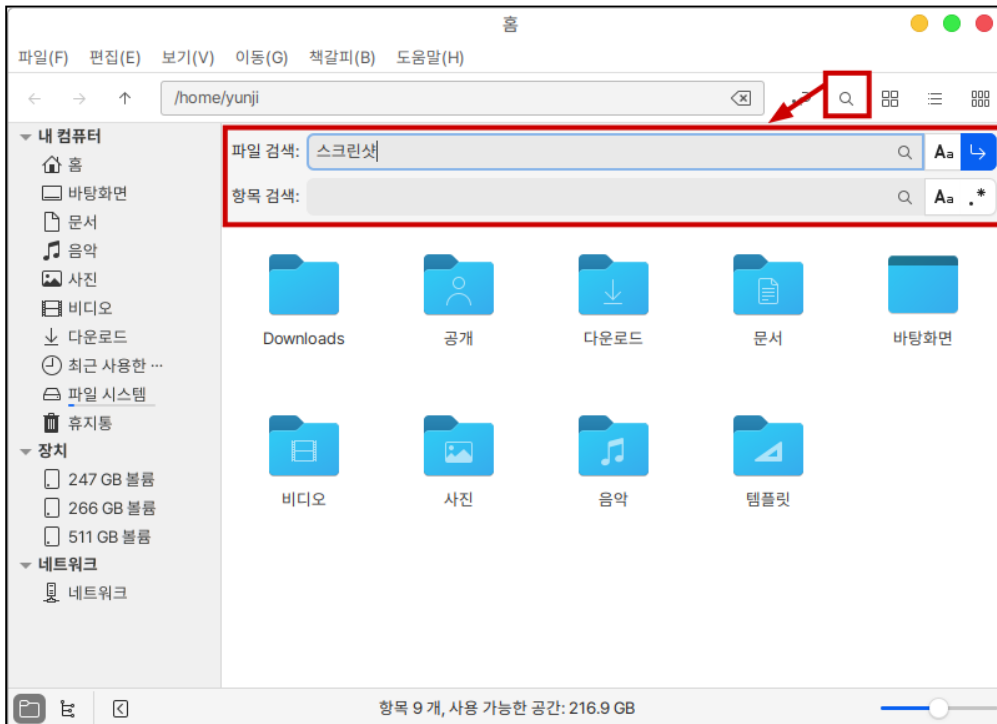 홈
파일(F) 편집(E) 보기(V) 이동(G) 책갈피(B) 도움말(H)
/home/yunji
내 컴퓨터
홈
바탕화면
문서
음악
사진
비디오
다운로드
최근 사용한 ···
파일 시스템
휴지통
장치
247 GB 볼륨
266 GB 볼륨
511 GB 볼륨
네트워크
네트워크
파일 검색: 스크린샷 Aa
항목 검색: Aa .*
Downloads 공개 다운로드 문서 바탕화면
비디오 사진 음악 템플릿
항목 9 개, 사용 가능한 공간: 216.9 GB